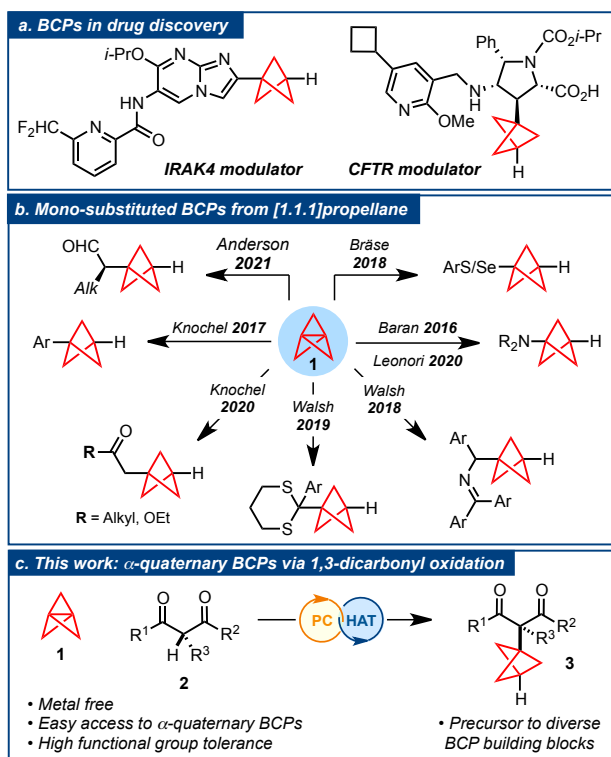 a. BCPs in drug discovery
i-PrO
N
N
N
H
HN
F₂HC
N
O
IRAK4 modulator
N
OMe
N
H
Ph
CO₂i-Pr
N
CO₂H
H
CFTR modulator
b. Mono-substituted BCPs from [1.1.1]propellane
OHC
Alk
H
Anderson
2021
Bräse
2018
ArS/Se
H
Ar
H
Knochel 2017
1
Baran 2016
Leonori 2020
R₂N
H
Knochel
2020
Walsh
2019
Walsh
2018
R
O
H
R = Alkyl, OEt
S
S
Ar
H
Ar
N
H
Ar
Ar
c. This work: α-quaternary BCPs via 1,3-dicarbonyl oxidation
1
O
O
R¹
R²
H
R³
2
PC
HAT
O
O
R¹
R²
R³
H
3
• Metal free
• Easy access to α-quaternary BCPs
• High functional group tolerance
• Precursor to diverse
BCP building blocks